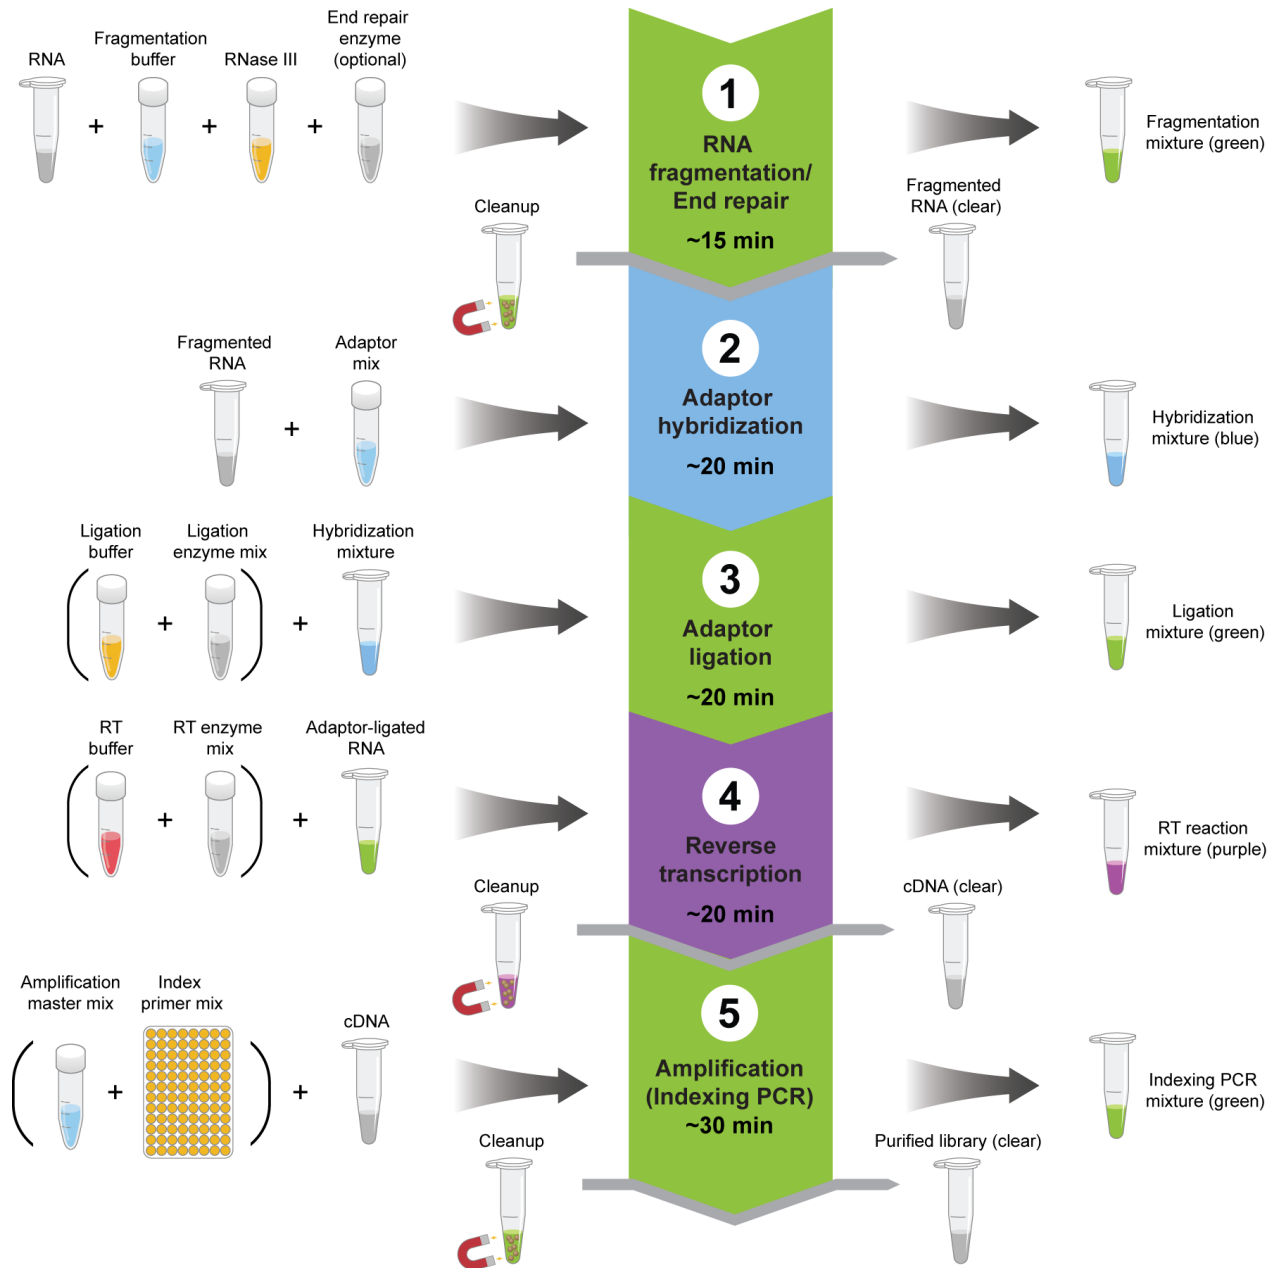 RNA
Fragmentation
buffer
RNase III
End repair
enzyme
(optional)
+
+
+
1
RNA
fragmentation/
End repair
~15 min
Fragmentation
mixture (green)
Cleanup
Fragmented
RNA (clear)
Fragmented
RNA
Adaptor
mix
+
2
Adaptor
hybridization
~20 min
Hybridization
mixture (blue)
Ligation
buffer
Ligation
enzyme mix
Hybridization
mixture
(
+
)
+
3
Adaptor
ligation
~20 min
Ligation
mixture (green)
RT
buffer
RT enzyme
mix
Adaptor-ligated
RNA
(
+
)
+
4
Reverse
transcription
~20 min
RT reaction
mixture (purple)
Cleanup
cDNA (clear)
Amplification
master mix
Index
primer mix
cDNA
(
+
)
+
5
Amplification
(Indexing PCR)
~30 min
Indexing PCR
mixture (green)
Cleanup
Purified library (clear)